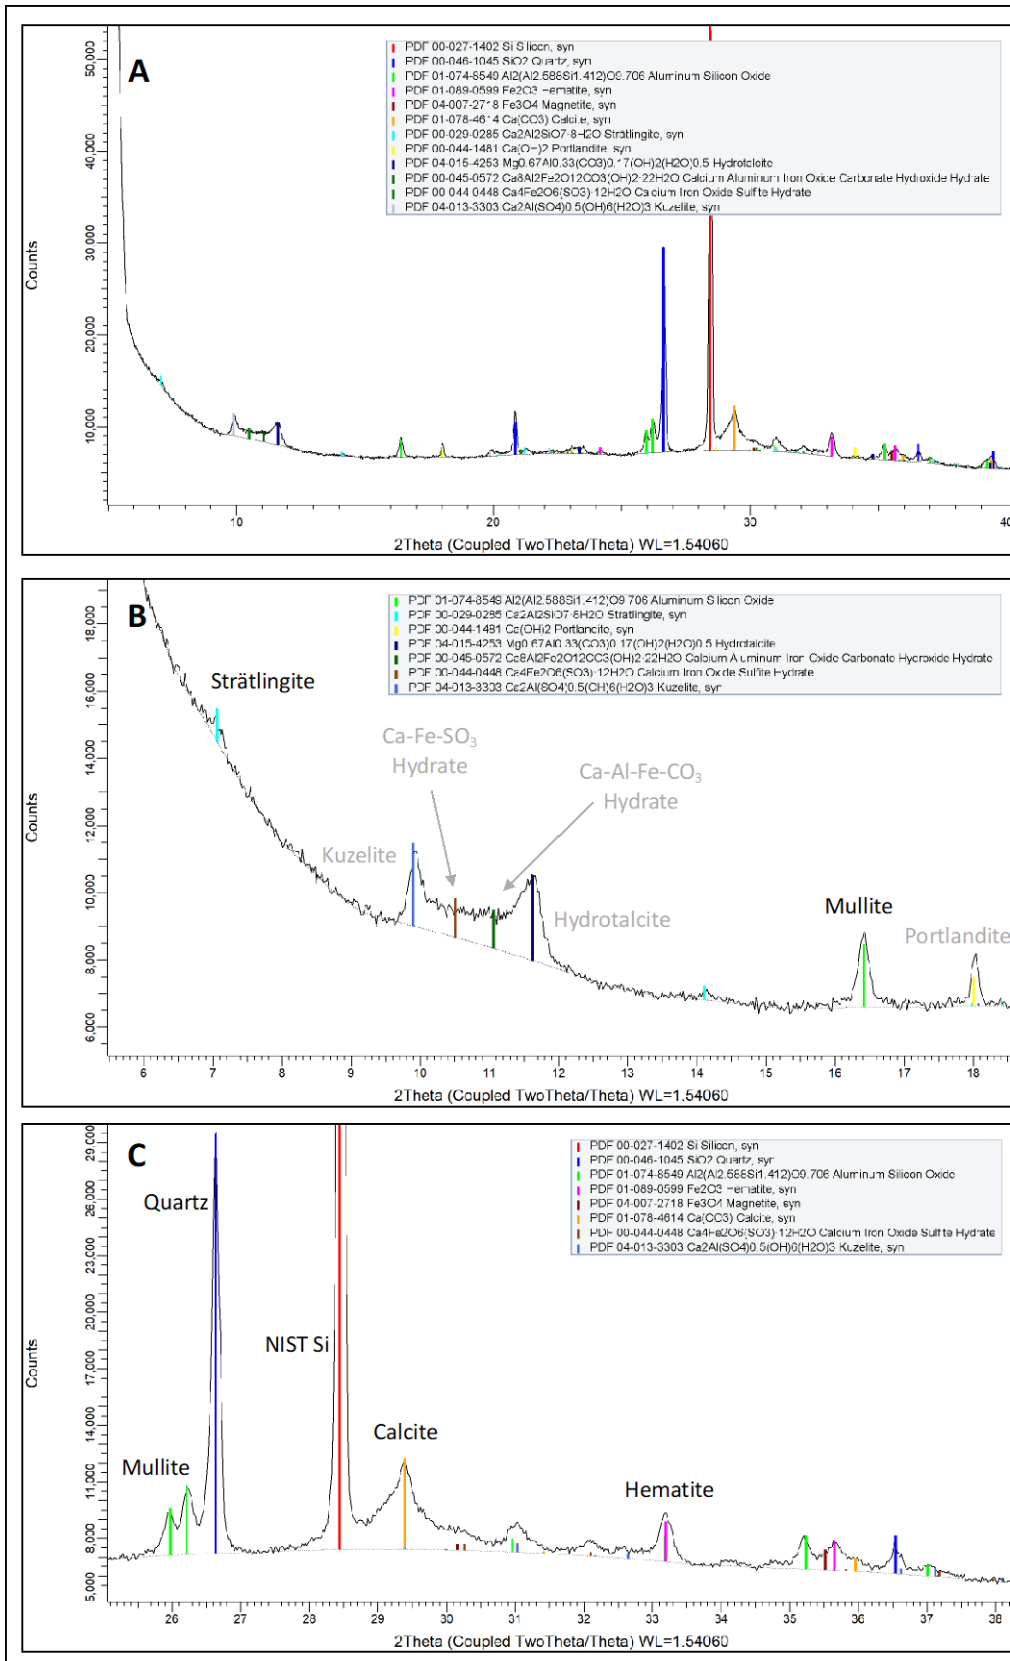 A
PDF 00-027-1402 Si Silicon, syn
PDF 00-046-1045 SiO2 Quartz, syn
PDF 01-074-8549 Al2(Al2.588Si1.412)O9.706 Aluminum Silicon Oxide
PDF 01-089-0599 Fe2O3 Hematite, syn
PDF 04-007-2718 Fe3O4 Magnetite, syn
PDF 01-078-4614 Ca(CO3) Calcite, syn
PDF 00-029-0285 Ca2Al2SiO7·8H2O Strätlingite, syn
PDF 00-044-1481 Ca(OH)2 Portlandite, syn
PDF 04-015-4253 Mg0.67Al0.33(CO3)0.17(OH)2(H2O)0.5 Hydrotalcite
PDF 00-045-0572 Ca8Al2Fe2O12CO3(OH)2·22H2O Calcium Aluminum Iron Oxide Carbonate Hydroxide Hydrate
PDF 00-044-0448 Ca4Fe2O6(SO3)·12H2O Calcium Iron Oxide Sulfite Hydrate
PDF 04-013-3303 Ca2Al(SO4)0.5(OH)6(H2O)3 Kuzelite, syn
Counts
50,000
40,000
30,000
20,000
10,000
10 20 30 40
2Theta (Coupled TwoTheta/Theta) WL=1.54060
B
PDF 01-074-8549 Al2(Al2.588Si1.412)O9.706 Aluminum Silicon Oxide
PDF 00-029-0285 Ca2Al2SiO7·8H2O Strätlingite, syn
PDF 00-044-1481 Ca(OH)2 Portlandite, syn
PDF 04-015-4253 Mg0.67Al0.33(CO3)0.17(OH)2(H2O)0.5 Hydrotalcite
PDF 00-045-0572 Ca8Al2Fe2O12CO3(OH)2·22H2O Calcium Aluminum Iron Oxide Carbonate Hydroxide Hydrate
PDF 00-044-0448 Ca4Fe2O6(SO3)·12H2O Calcium Iron Oxide Sulfite Hydrate
PDF 04-013-3303 Ca2Al(SO4)0.5(OH)6(H2O)3 Kuzelite, syn
Strätlingite
Ca-Fe-SO₃
Hydrate
Ca-Al-Fe-CO₃
Hydrate
Kuzelite
Hydrotalcite
Mullite
Portlandite
Counts
18,000
16,000
14,000
12,000
10,000
8,000
6,000
6 7 8 9 10 11 12 13 14 15 16 17 18
2Theta (Coupled TwoTheta/Theta) WL=1.54060
C
PDF 00-027-1402 Si Silicon, syn
PDF 00-046-1045 SiO2 Quartz, syn
PDF 01-074-8549 Al2(Al2.588Si1.412)O9.706 Aluminum Silicon Oxide
PDF 01-089-0599 Fe2O3 Hematite, syn
PDF 04-007-2718 Fe3O4 Magnetite, syn
PDF 01-078-4614 Ca(CO3) Calcite, syn
PDF 00-044-0448 Ca4Fe2O6(SO3)·12H2O Calcium Iron Oxide Sulfite Hydrate
PDF 04-013-3303 Ca2Al(SO4)0.5(OH)6(H2O)3 Kuzelite, syn
Quartz
NIST Si
Calcite
Mullite
Hematite
Counts
29,000
26,000
23,000
20,000
17,000
14,000
11,000
8,000
5,000
26 27 28 29 30 31 32 33 34 35 36 37 38
2Theta (Coupled TwoTheta/Theta) WL=1.54060